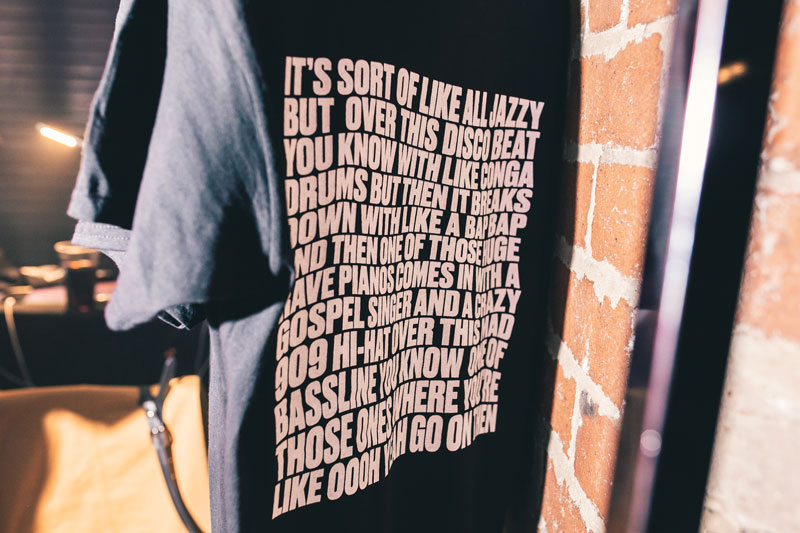 IT'S SORT OF LIKE ALL JAZZY
BUT OVER THIS DISCO BEAT
YOU KNOW WITH LIKE CONGA
DRUMS BUT THEN IT BREAKS
DOWN WITH LIKE A BAP BAP
AND THEN ONE OF THOSE HUGE
RAVE PIANOS COMES IN WITH A
GOSPEL SINGER AND A CRAZY
909 HI-HAT OVER THIS MAD
BASSLINE YOU KNOW ONE OF
THOSE ONES WHERE YOU'RE
LIKE OOOH YEAH GO ON THEN